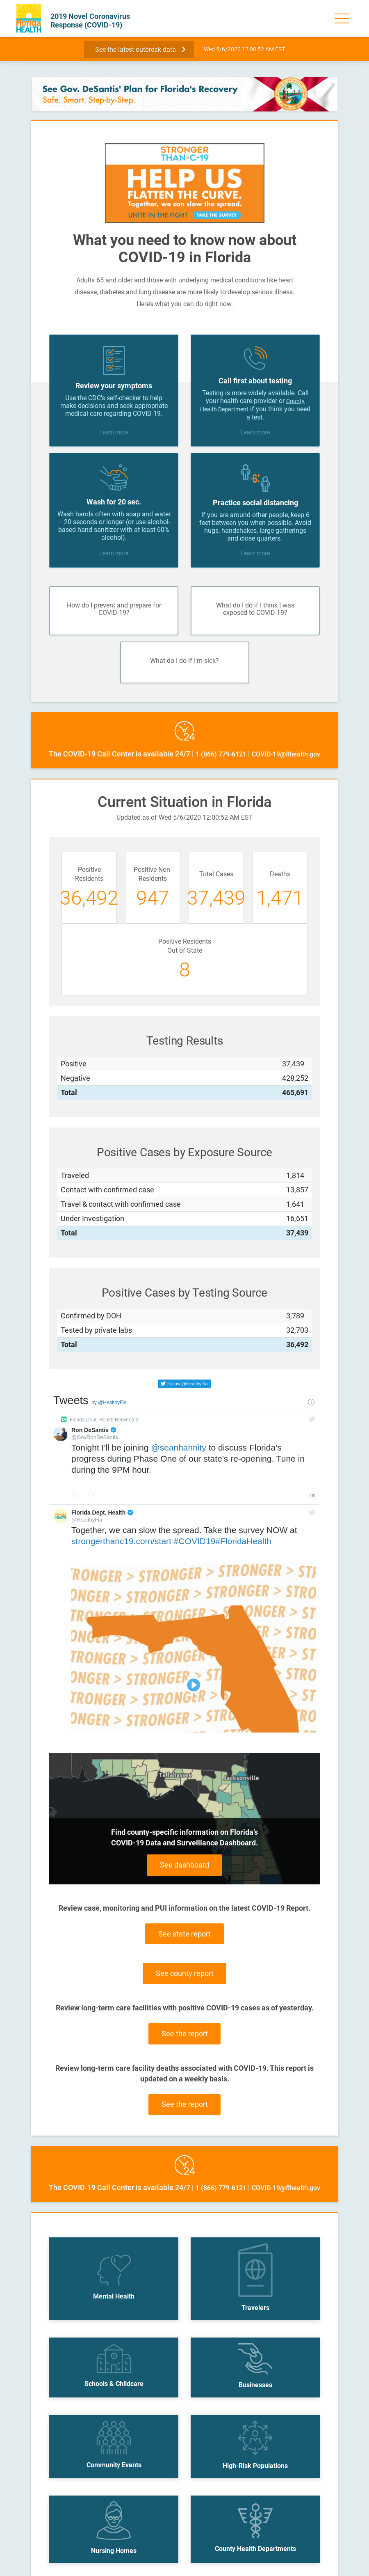 Florida
HEALTH
2019 Novel Coronavirus
Response (COVID-19)
See the latest outbreak data
Wed 5/6/2020 12:00:52 AM EST
See Gov. DeSantis' Plan for Florida's Recovery
Safe. Smart. Step-by-Step.
STRONGER
THAN C-19
HELP US
FLATTEN THE CURVE.
Together, we can slow the spread.
UNITE IN THE FIGHT
TAKE THE SURVEY
What you need to know now about
COVID-19 in Florida
Adults 65 and older and those with underlying medical conditions like heart
disease, diabetes and lung disease are more likely to develop serious illness.
Here's what you can do right now.
Review your symptoms
Use the CDC's self-checker to help
make decisions and seek appropriate
medical care regarding COVID-19.
Learn more
Call first about testing
Testing is more widely available. Call
your health care provider or County
Health Department if you think you need
a test.
Learn more
Wash for 20 sec.
Wash hands often with soap and water
– 20 seconds or longer (or use alcohol-
based hand sanitizer with at least 60%
alcohol).
Learn more
6'
Practice social distancing
If you are around other people, keep 6
feet between you when possible. Avoid
hugs, handshakes, large gatherings
and close quarters.
Learn more
How do I prevent and prepare for
COVID-19?
What do I do if I think I was
exposed to COVID-19?
What do I do if I'm sick?
24
The COVID-19 Call Center is available 24/7 | 1 (866) 779-6121 | COVID-19@flhealth.gov
Current Situation in Florida
Updated as of Wed 5/6/2020 12:00:52 AM EST
Positive
Residents
36,492
Positive Non-
Residents
947
Total Cases
37,439
Deaths
1,471
Positive Residents
Out of State
8
Testing Results
Positive 37,439
Negative 428,252
Total 465,691
Positive Cases by Exposure Source
Traveled 1,814
Contact with confirmed case 13,857
Travel & contact with confirmed case 1,641
Under Investigation 16,651
Total 37,439
Positive Cases by Testing Source
Confirmed by DOH 3,789
Tested by private labs 32,703
Total 36,492
Follow @HealthyFla
Tweets by @HealthyFla
Florida Dept. Health Retweeted
Ron DeSantis
@GovRonDeSantis
Tonight I'll be joining @seanhannity to discuss Florida's
progress during Phase One of our state's re-opening. Tune in
during the 9PM hour.
Florida Dept. Health
@HealthyFla
Together, we can slow the spread. Take the survey NOW at
strongerthanc19.com/start #COVID19#FloridaHealth
Tallahassee
Jacksonville
Find county-specific information on Florida's
COVID-19 Data and Surveillance Dashboard.
See dashboard
Review case, monitoring and PUI information on the latest COVID-19 Report.
See state report
See county report
Review long-term care facilities with positive COVID-19 cases as of yesterday.
See the report
Review long-term care facility deaths associated with COVID-19. This report is
updated on a weekly basis.
See the report
24
The COVID-19 Call Center is available 24/7 | 1 (866) 779-6121 | COVID-19@flhealth.gov
Mental Health
Travelers
Schools & Childcare
Businesses
Community Events
High-Risk Populations
Nursing Homes
County Health Departments